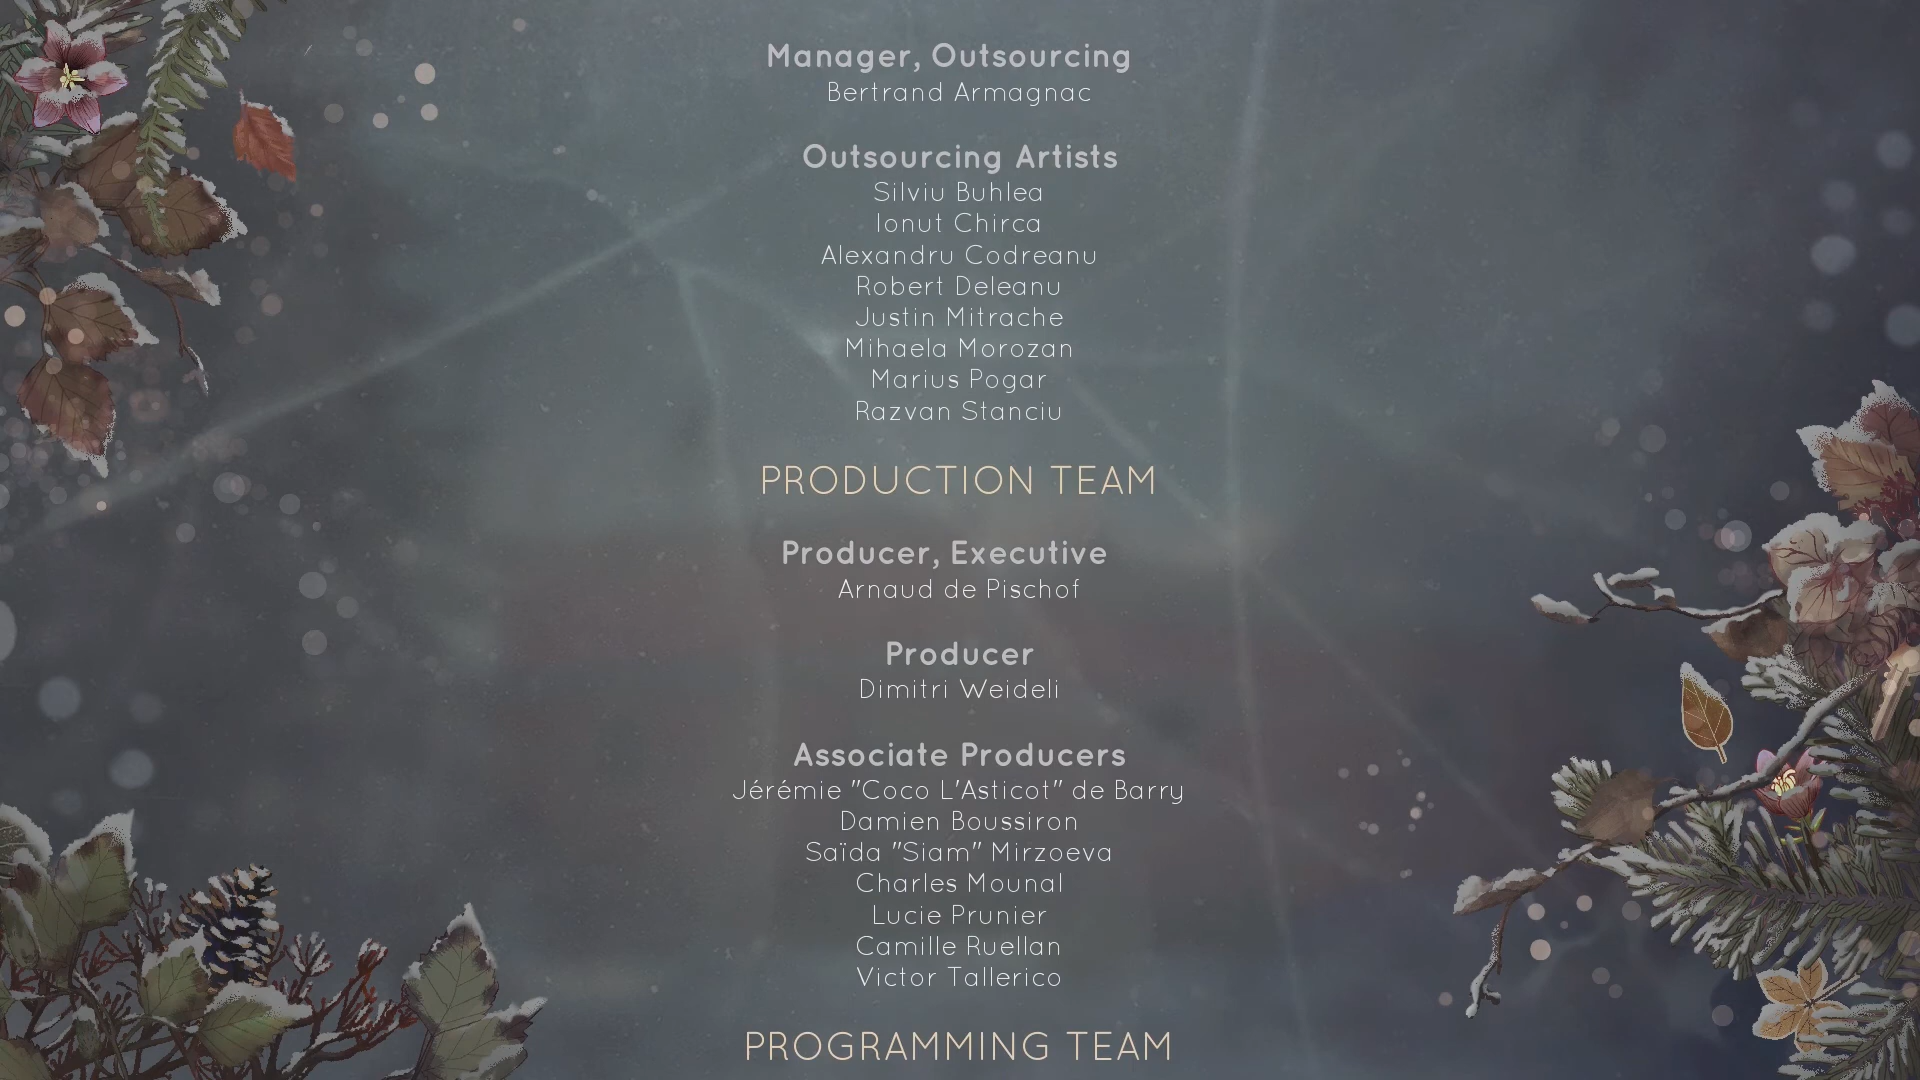 Manager, Outsourcing
Bertrand Armagnac
Outsourcing Artists
Silviu Buhlea
Ionut Chirca
Alexandru Codreanu
Robert Deleanu
Justin Mitrache
Mihaela Morozan
Marius Pogar
Razvan Stanciu
PRODUCTION TEAM
Producer, Executive
Arnaud de Pischof
Producer
Dimitri Weideli
Associate Producers
Jérémie "Coco L'Asticot" de Barry
Damien Boussiron
Saïda "Siam" Mirzoeva
Charles Mounal
Lucie Prunier
Camille Ruellan
Victor Tallerico
PROGRAMMING TEAM